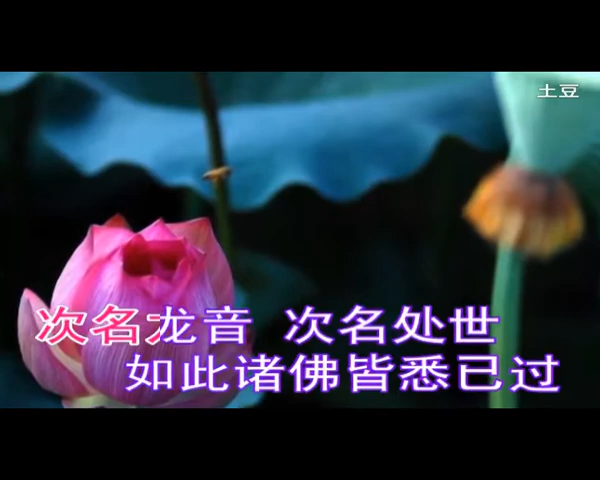 土豆
次名龙音 次名处世
如此诸佛皆悉已过